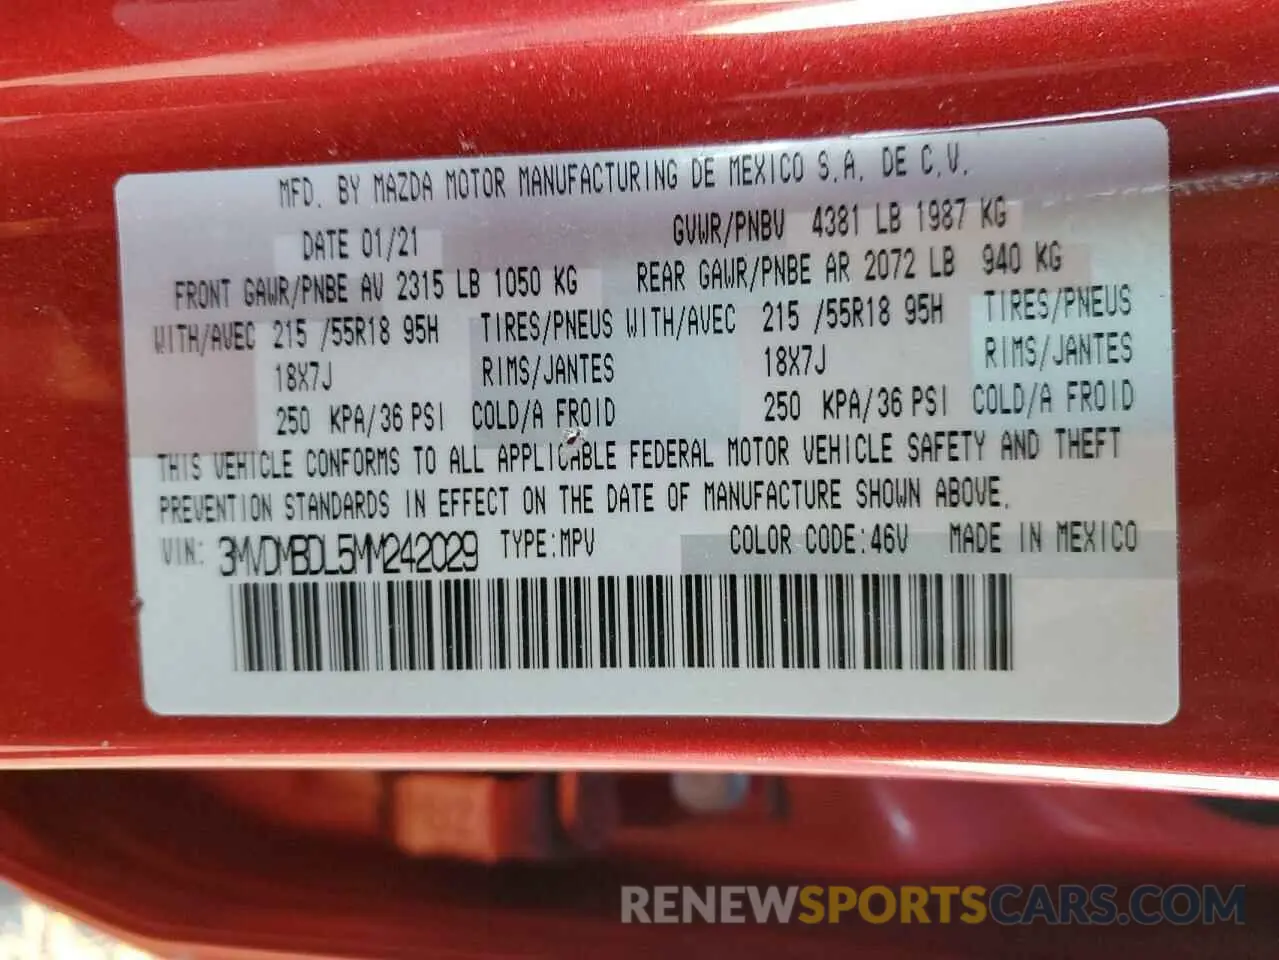 MFD. BY MAZDA MOTOR MANUFACTURING DE MEXICO S.A. DE C.V.
DATE 01/21 GVWR/PNBV 4381 LB 1987 KG
FRONT GAWR/PNBE AV 2315 LB 1050 KG REAR GAWR/PNBE AR 2072 LB 940 KG
WITH/AVEC 215 /55R18 95H TIRES/PNEUS WITH/AVEC 215 /55R18 95H TIRES/PNEUS
18X7J RIMS/JANTES 18X7J RIMS/JANTES
250 KPA/36 PSI COLD/A FROID 250 KPA/36 PSI COLD/A FROID
THIS VEHICLE CONFORMS TO ALL APPLICABLE FEDERAL MOTOR VEHICLE SAFETY AND THEFT
PREVENTION STANDARDS IN EFFECT ON THE DATE OF MANUFACTURE SHOWN ABOVE.
VIN: 3MVDMBDL5MM242029 TYPE:MPV COLOR CODE:46V MADE IN MEXICO
RENEWSPORTSCARS.COM